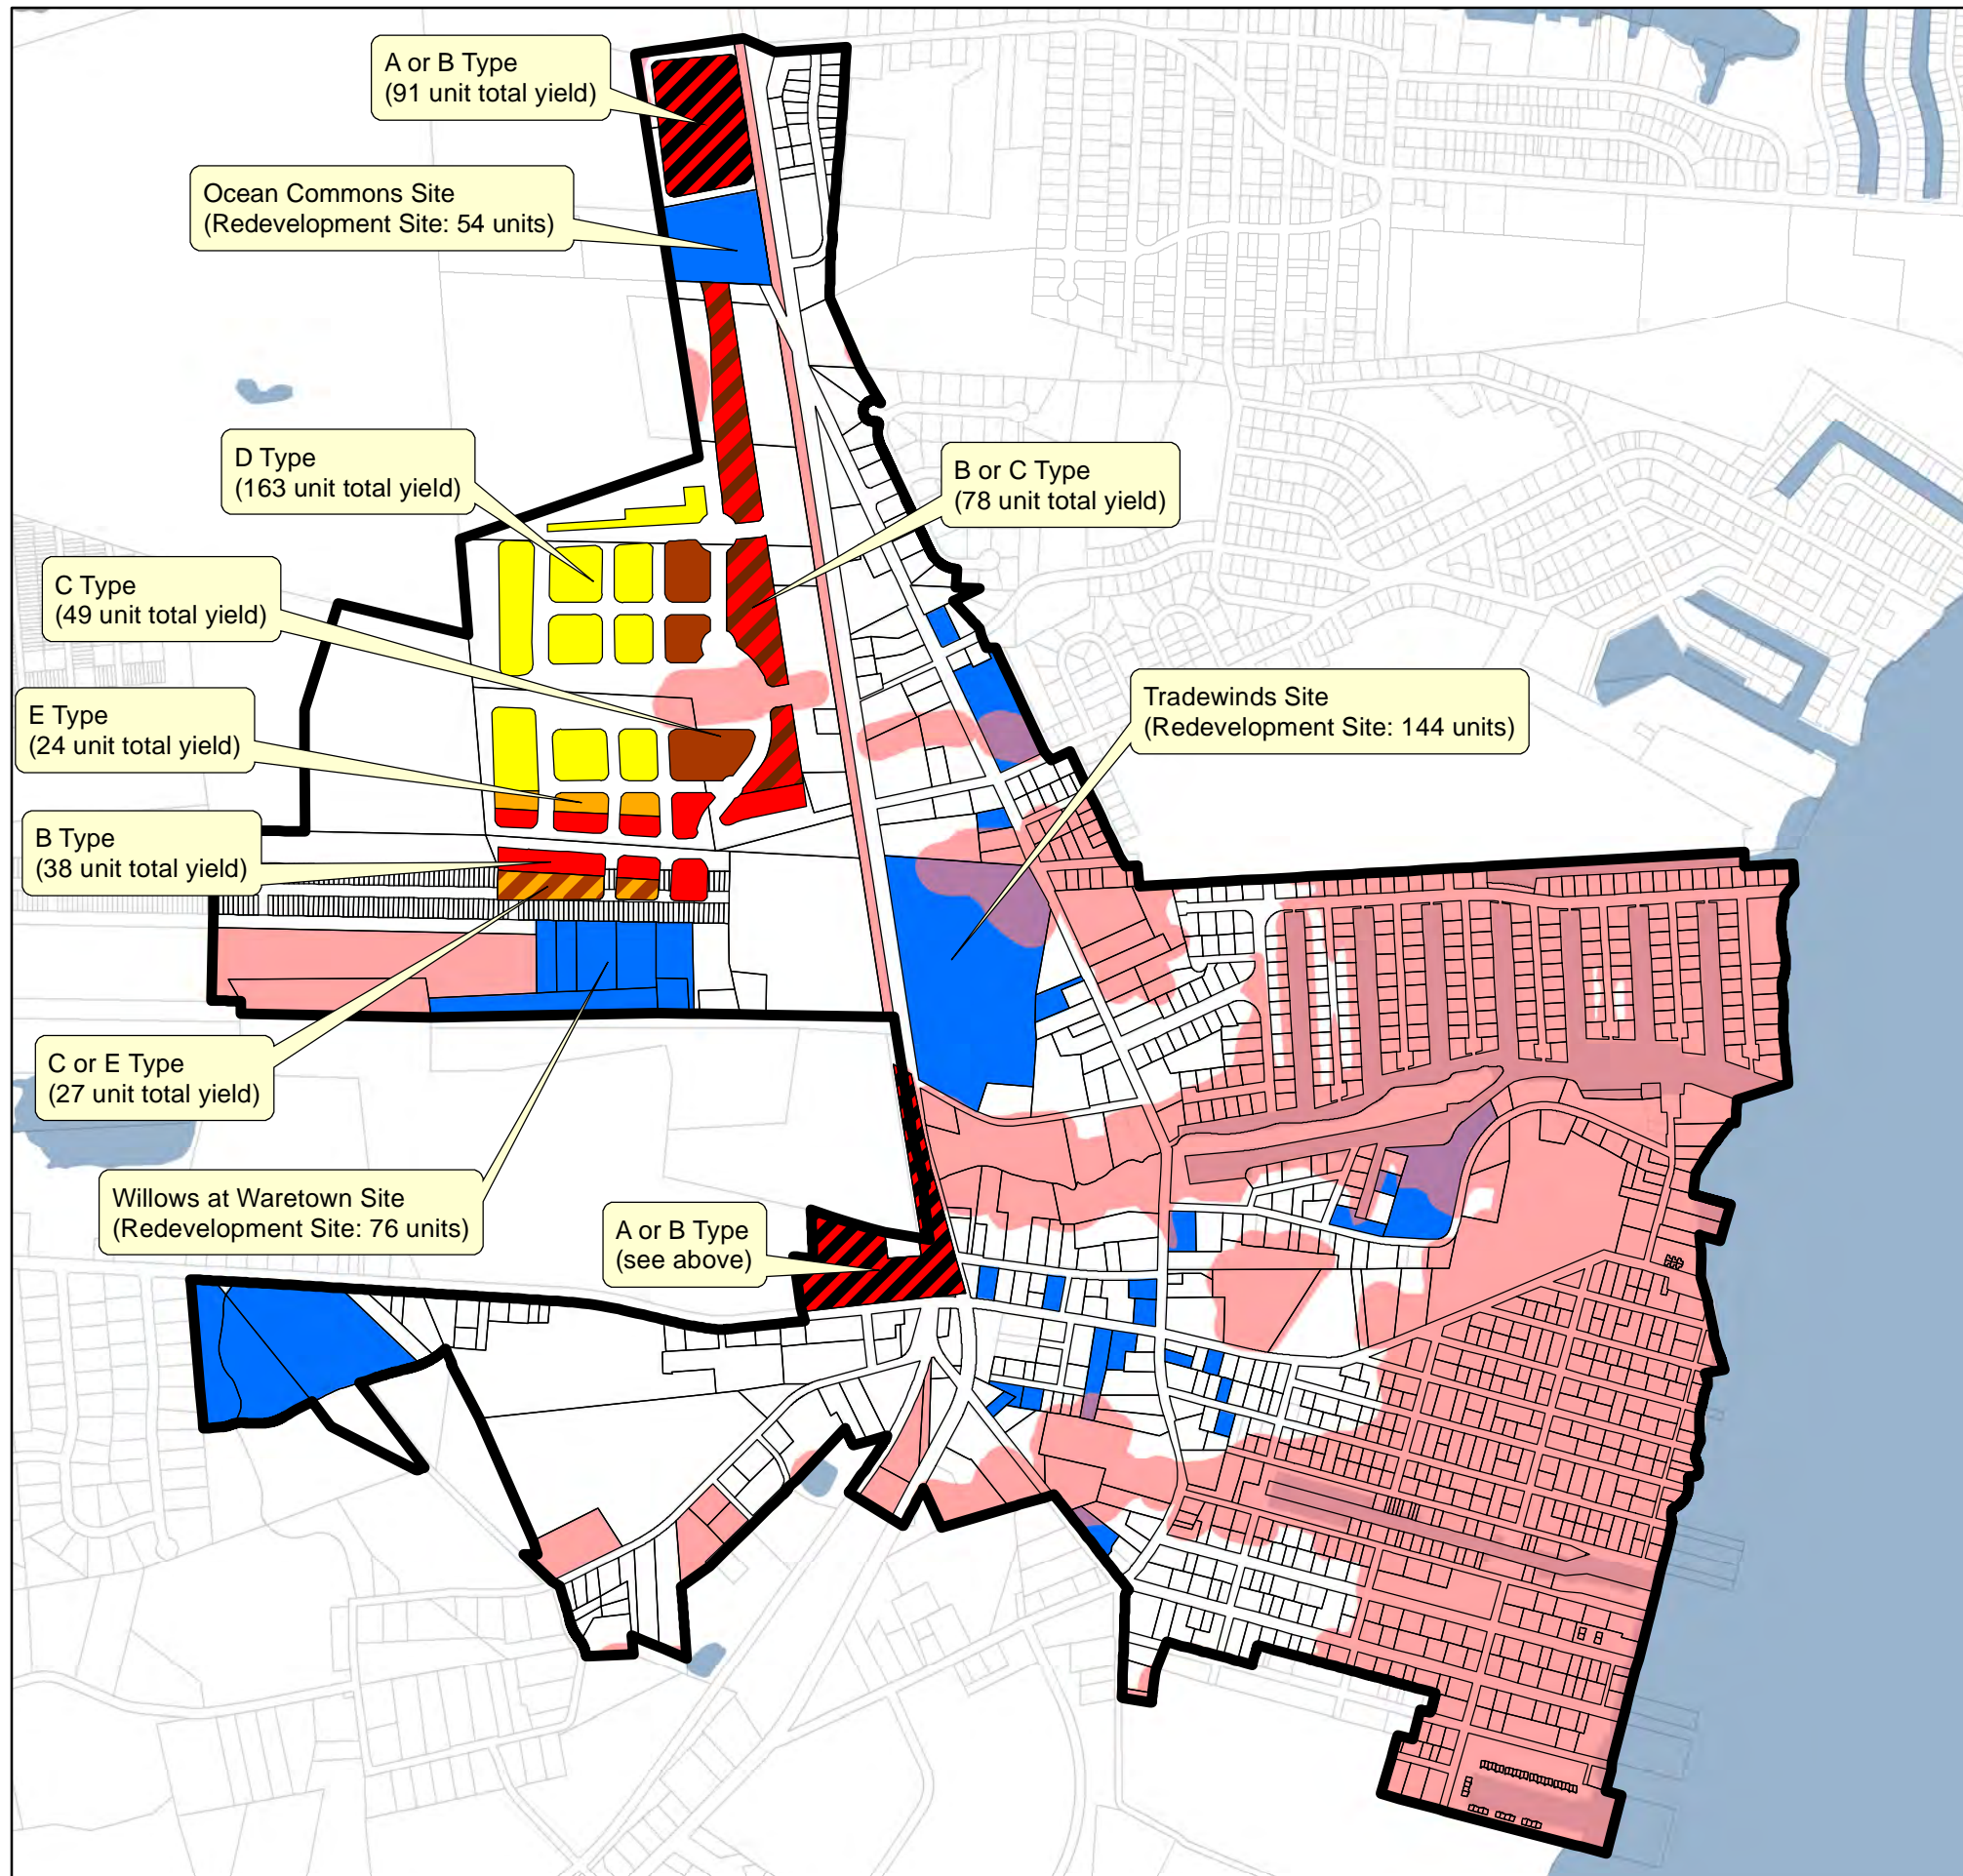 A or B Type
(91 unit total yield)
Ocean Commons Site
(Redevelopment Site: 54 units)
D Type
(163 unit total yield)
B or C Type
(78 unit total yield)
C Type
(49 unit total yield)
Tradewinds Site
(Redevelopment Site: 144 units)
E Type
(24 unit total yield)
B Type
(38 unit total yield)
C or E Type
(27 unit total yield)
Willows at Waretown Site
(Redevelopment Site: 76 units)
A or B Type
(see above)